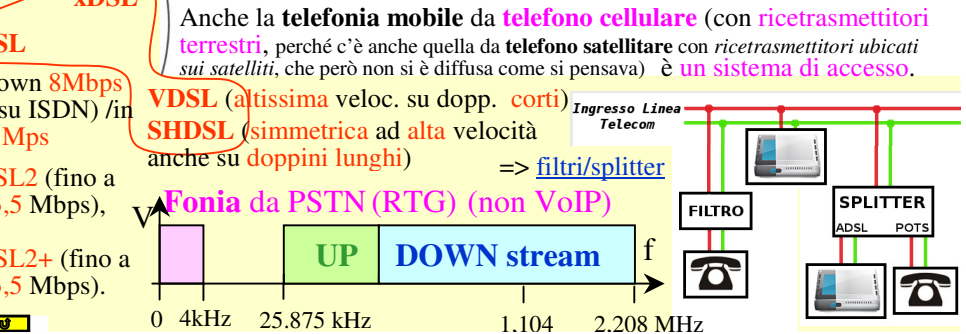 xDSL
Anche la telefonia mobile da telefono cellulare (con ricetrasmettitori
terrestri, perché c'è anche quella da telefono satellitare con ricetrasmettitori ubicati
sui satelliti, che però non si è diffusa come si pensava) è un sistema di accesso.
SL
own 8Mbps
su ISDN) /in
Mps
SL2 (fino a
,5 Mbps),
SL2+ (fino a
,5 Mbps).
VDSL (altissima veloc. su dopp. corti)
SHDSL (simmetrica ad alta velocità
anche su doppini lunghi)
=> filtri/splitter
Fonia da PSTN (RTG) (non VoIP)
V
UP
DOWN stream
f
0
4kHz
25.875 kHz
1,104
2,208 MHz
Ingresso Linea
Telecom
FILTRO
SPLITTER
ADSL
POTS